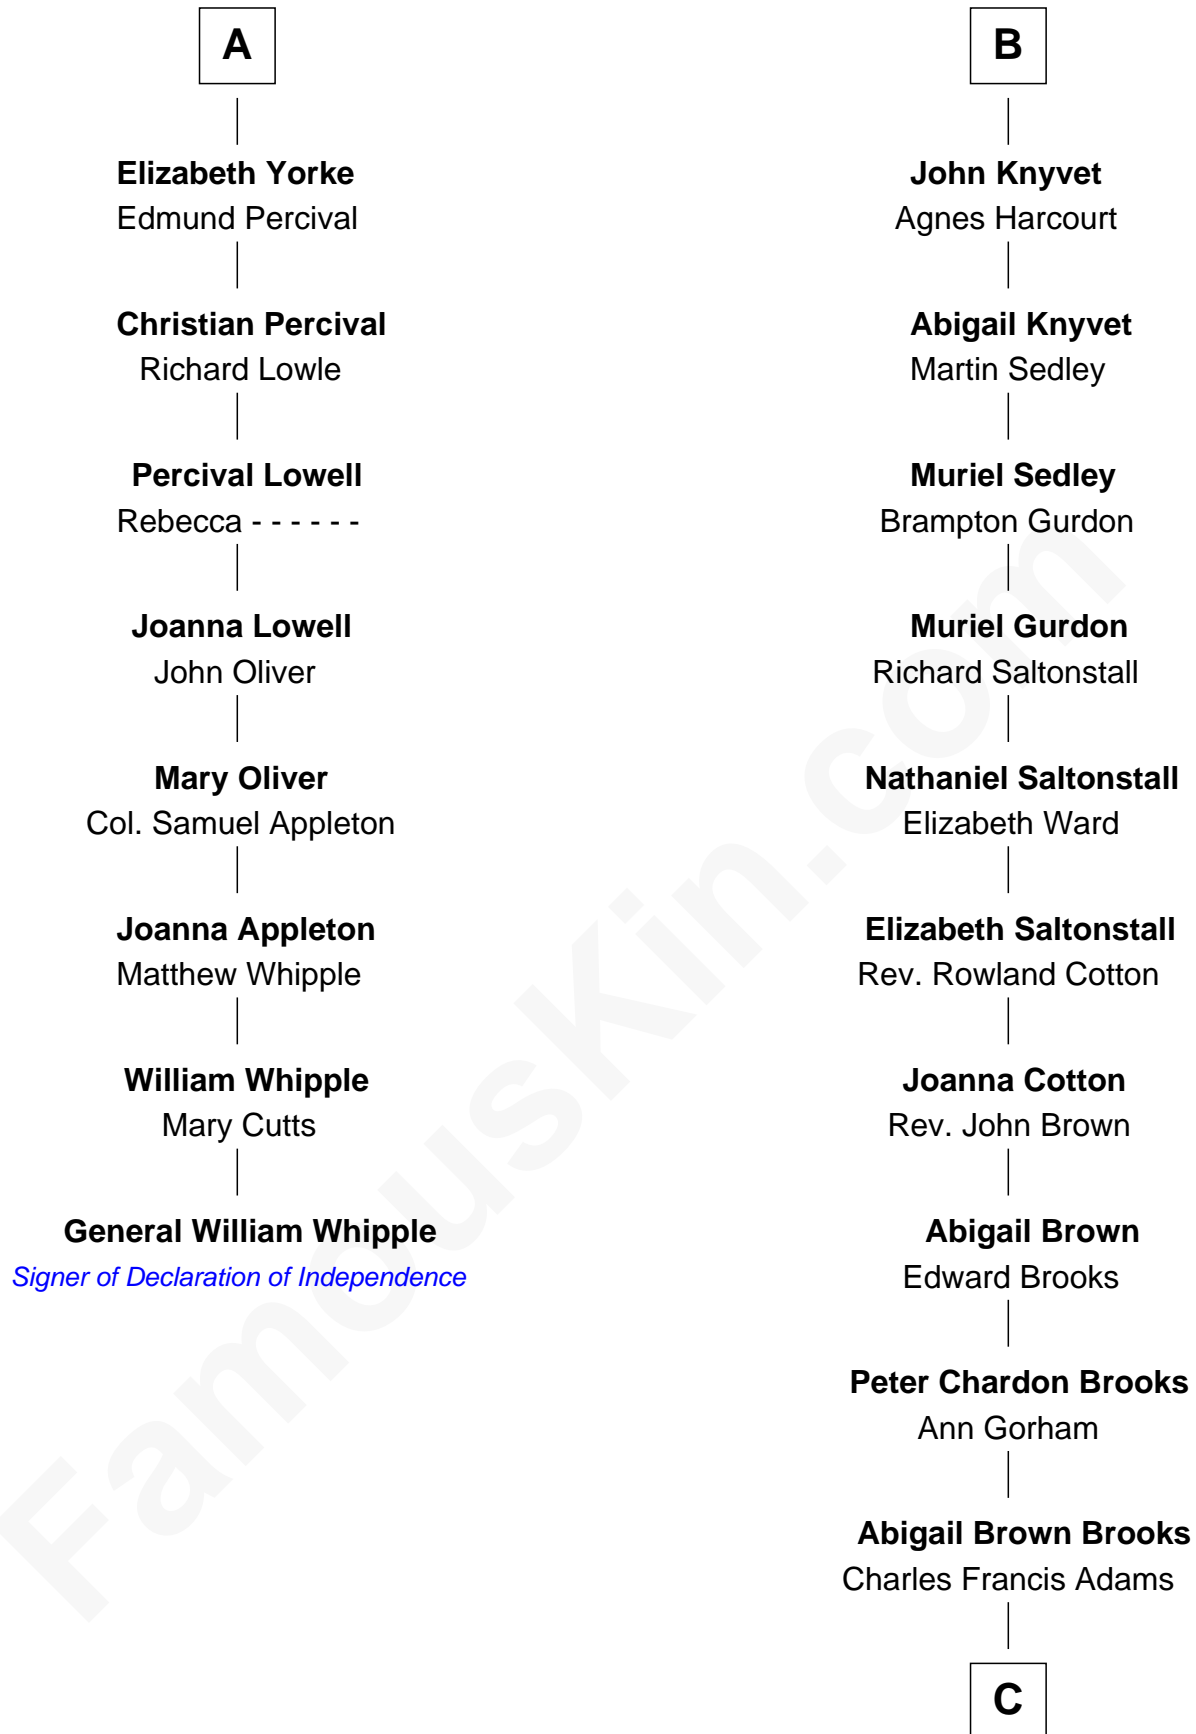 A
Elizabeth Yorke
Edmund Percival
Christian Percival
Richard Lowle
Percival Lowell
Rebecca - - - - - -
Joanna Lowell
John Oliver
Mary Oliver
Col. Samuel Appleton
Joanna Appleton
Matthew Whipple
William Whipple
Mary Cutts
General William Whipple
Signer of Declaration of Independence
B
John Knyvet
Agnes Harcourt
Abigail Knyvet
Martin Sedley
Muriel Sedley
Brampton Gurdon
Muriel Gurdon
Richard Saltonstall
Nathaniel Saltonstall
Elizabeth Ward
Elizabeth Saltonstall
Rev. Rowland Cotton
Joanna Cotton
Rev. John Brown
Abigail Brown
Edward Brooks
Peter Chardon Brooks
Ann Gorham
Abigail Brown Brooks
Charles Francis Adams
C
FamousKin.com